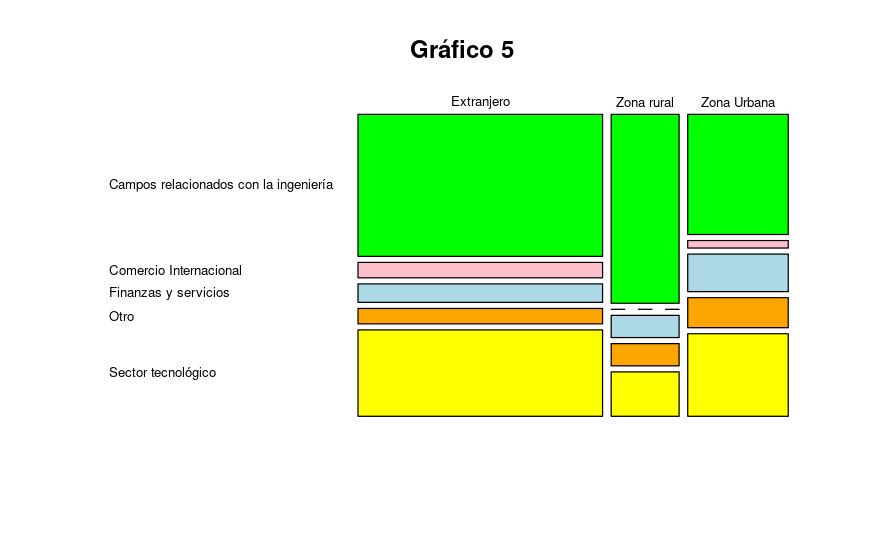 Gráfico 5
Extranjero
Zona rural
Zona Urbana
Campos relacionados con la ingeniería
Comercio Internacional
Finanzas y servicios
Otro
Sector tecnológico